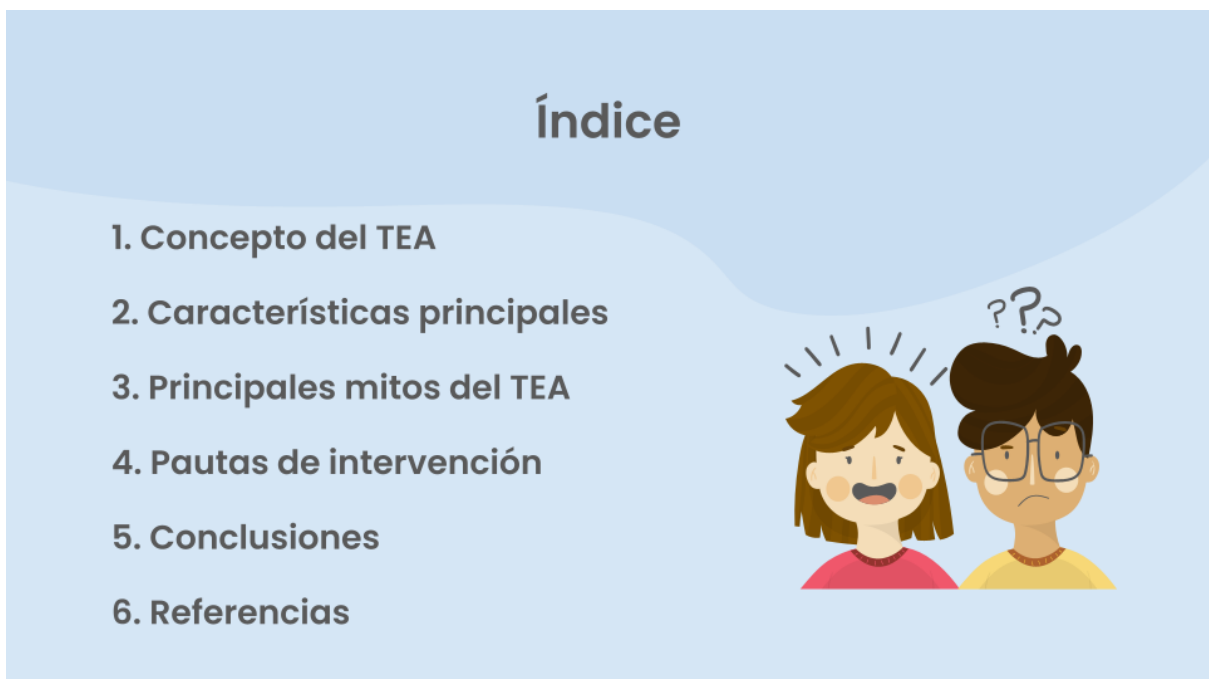 Índice
1. Concepto del TEA
2. Características principales
3. Principales mitos del TEA
4. Pautas de intervención
5. Conclusiones
6. Referencias
???